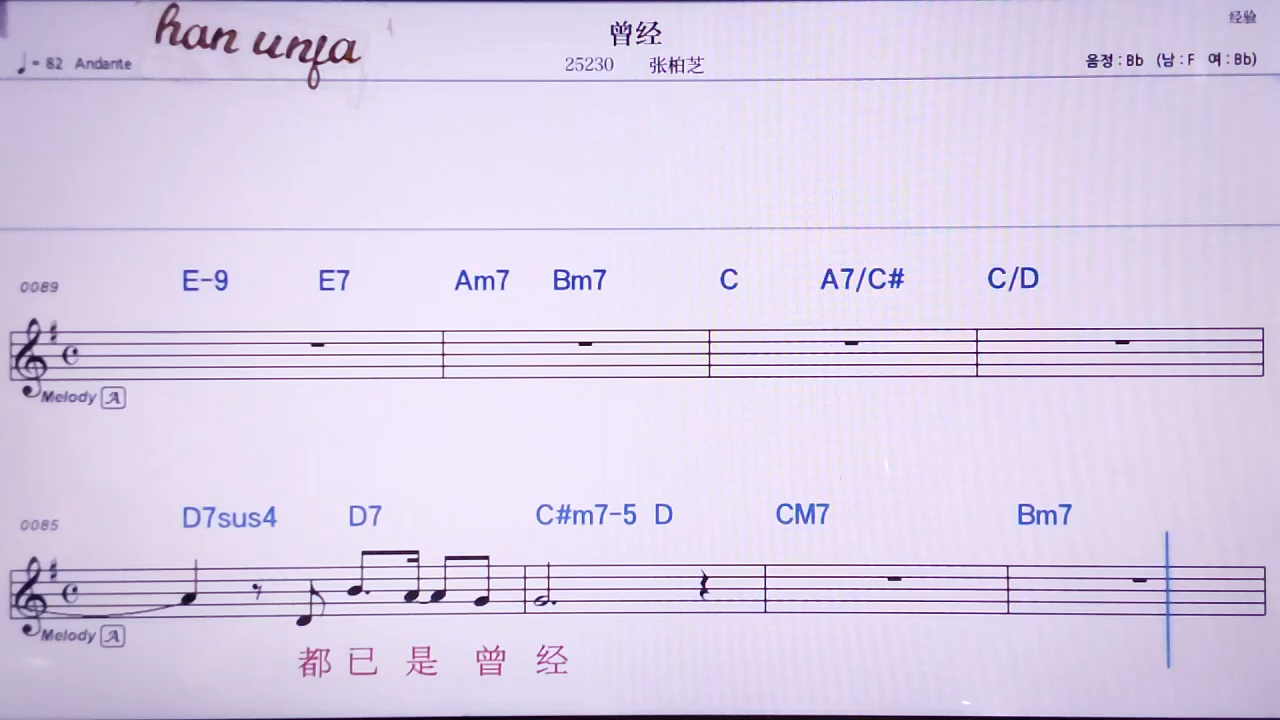 han unfa
曾经
经验
♩= 82 Andante
25230 张柏芝
음정 : Bb (남 : F 여 : Bb)
0089
E-9 E7 Am7 Bm7 C A7/C# C/D
Melody A
0085
D7sus4 D7 C#m7-5 D CM7 Bm7
Melody A
都 已 是 曾 经